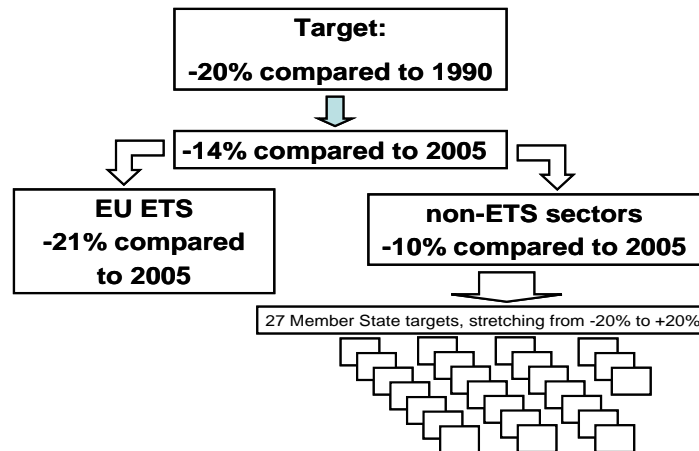 Target:
-20% compared to 1990
-14% compared to 2005
EU ETS
-21% compared
to 2005
non-ETS sectors
-10% compared to 2005
27 Member State targets, stretching from -20% to +20%